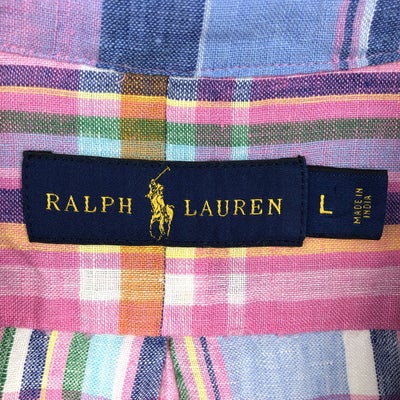 RALPH LAUREN
L
MADE IN
INDIA